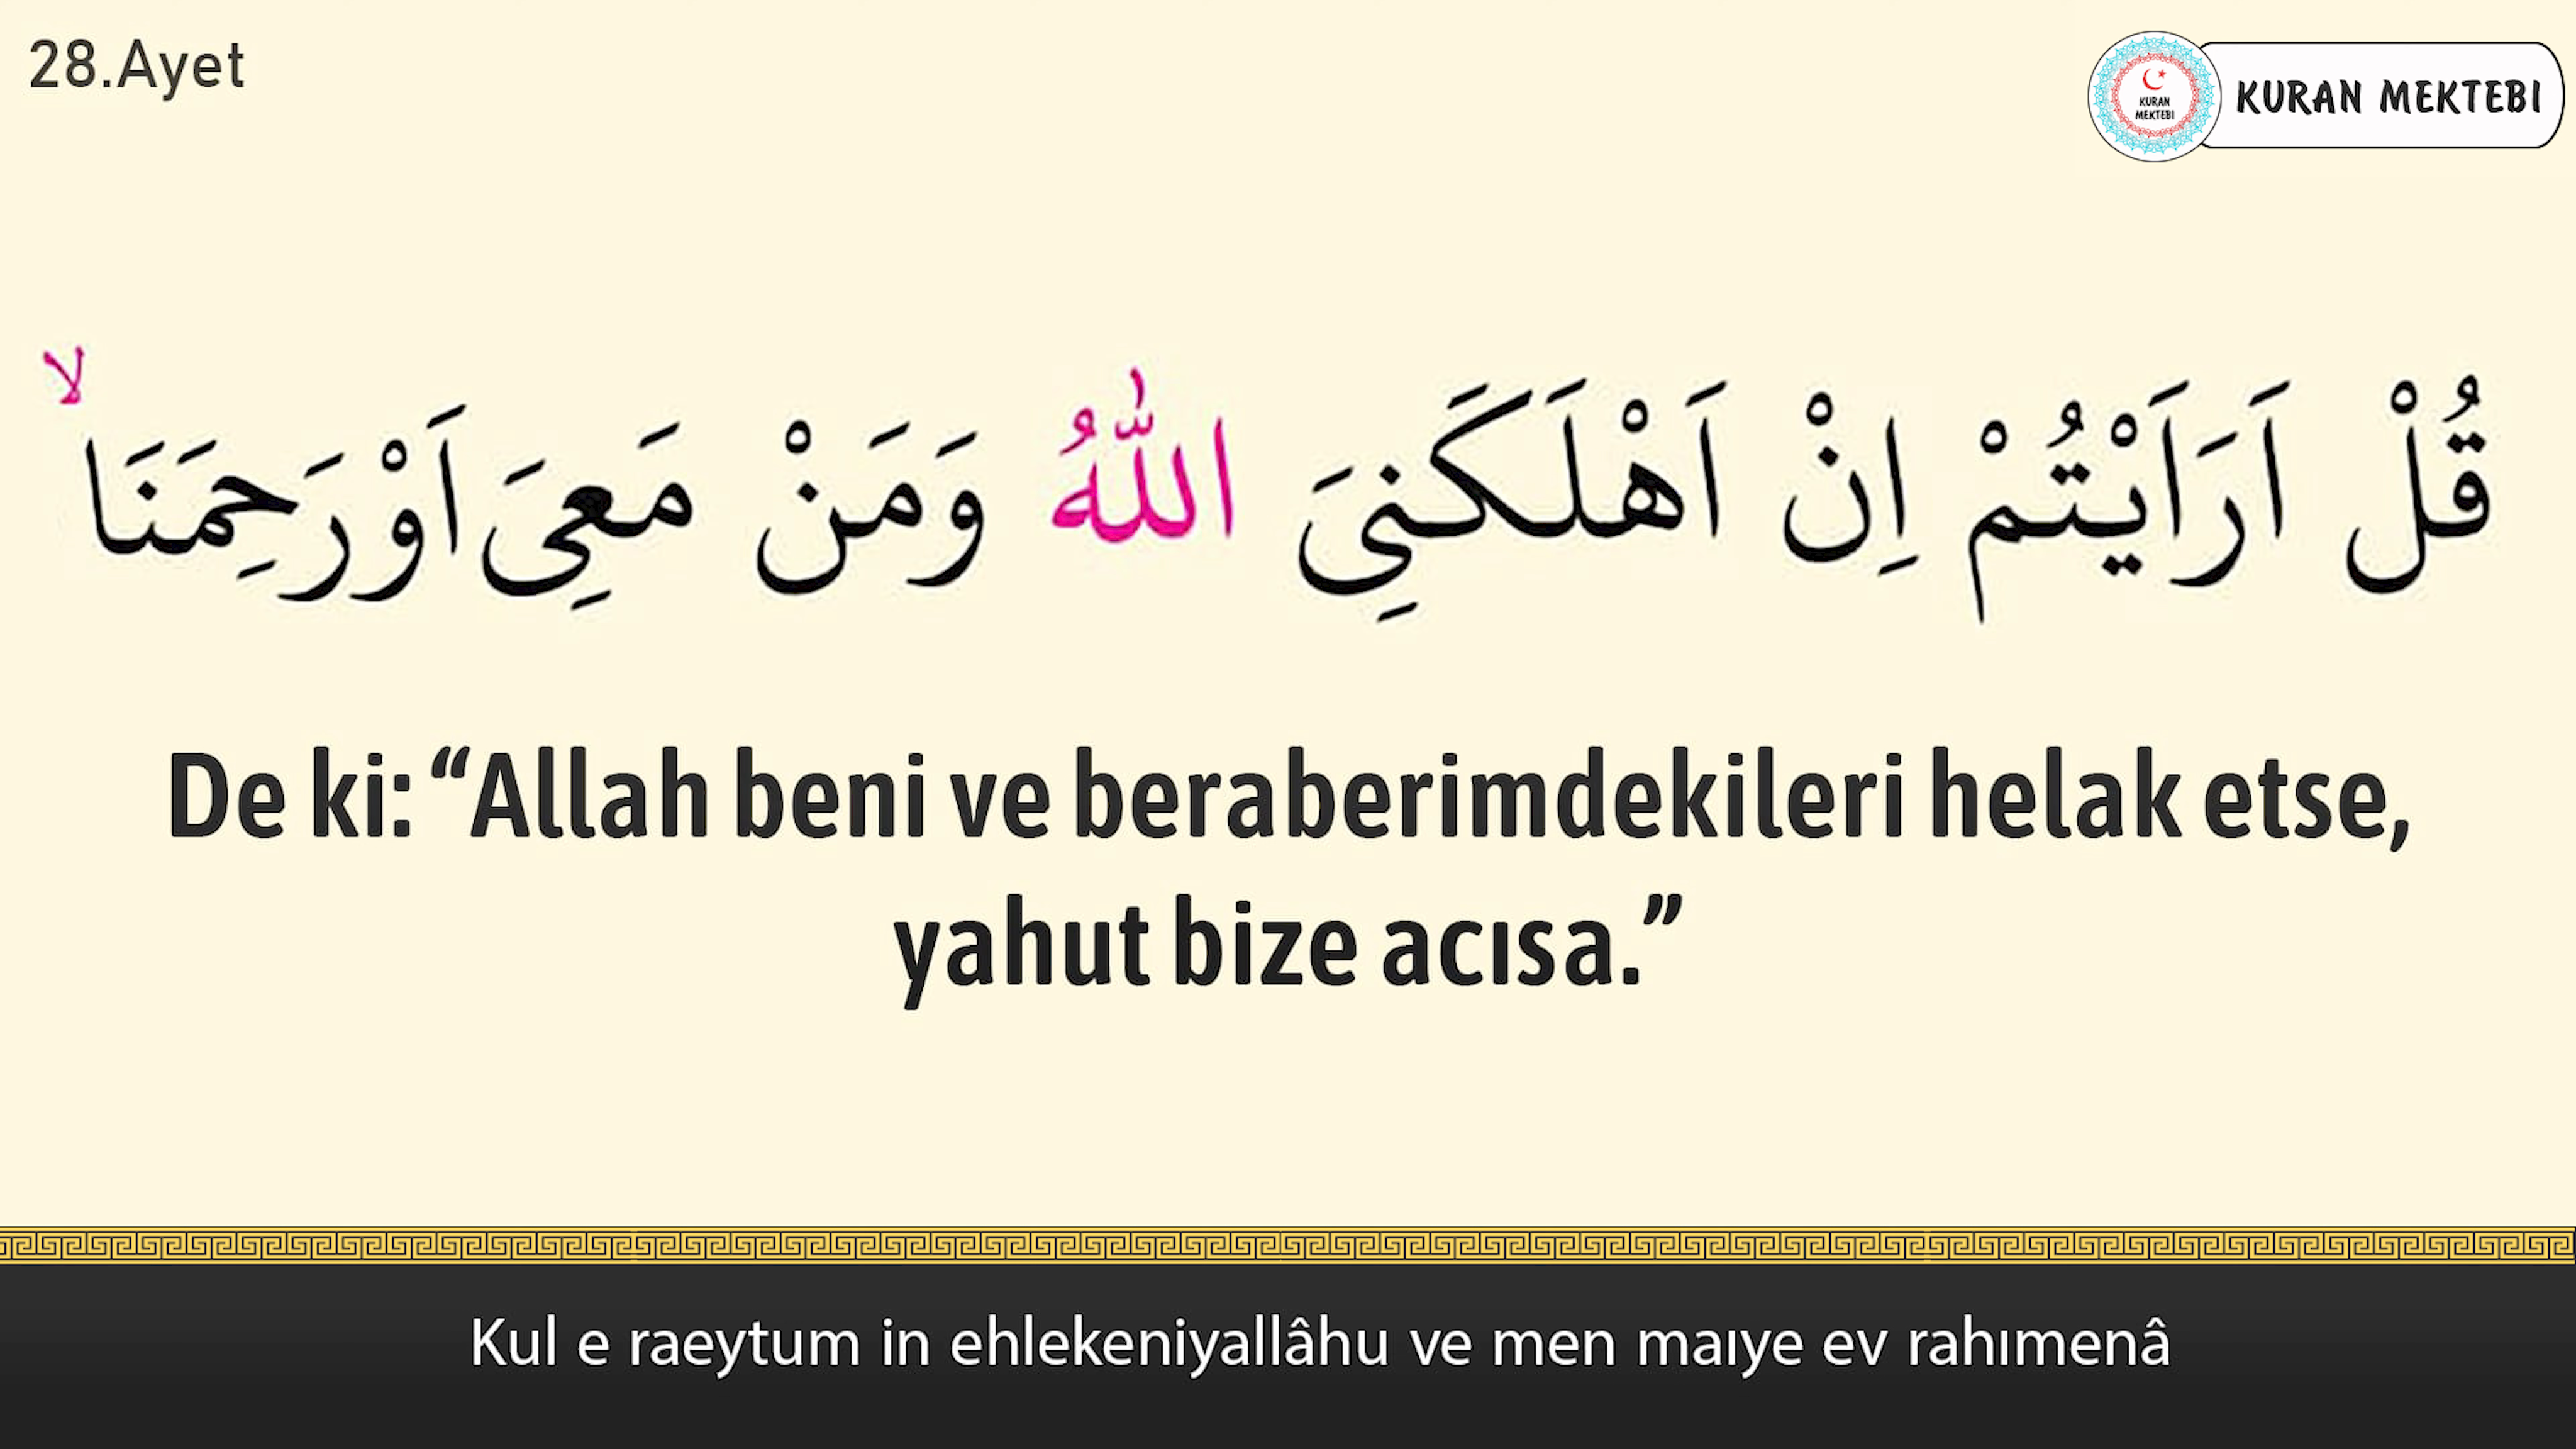 28.Ayet
KURAN
MEKTEBI
KURAN MEKTEBI
قُلْ اَرَاَيْتُمْ اِنْ اَهْلَكَنِىَ اللّٰهُ وَمَنْ مَعِىَ اَوْ رَحِمَنَاۙ
De ki: “Allah beni ve beraberimdekileri helak etse,
yahut bize acısa.”
Kul e raeytum in ehlekeniyallâhu ve men maıye ev rahımenâ